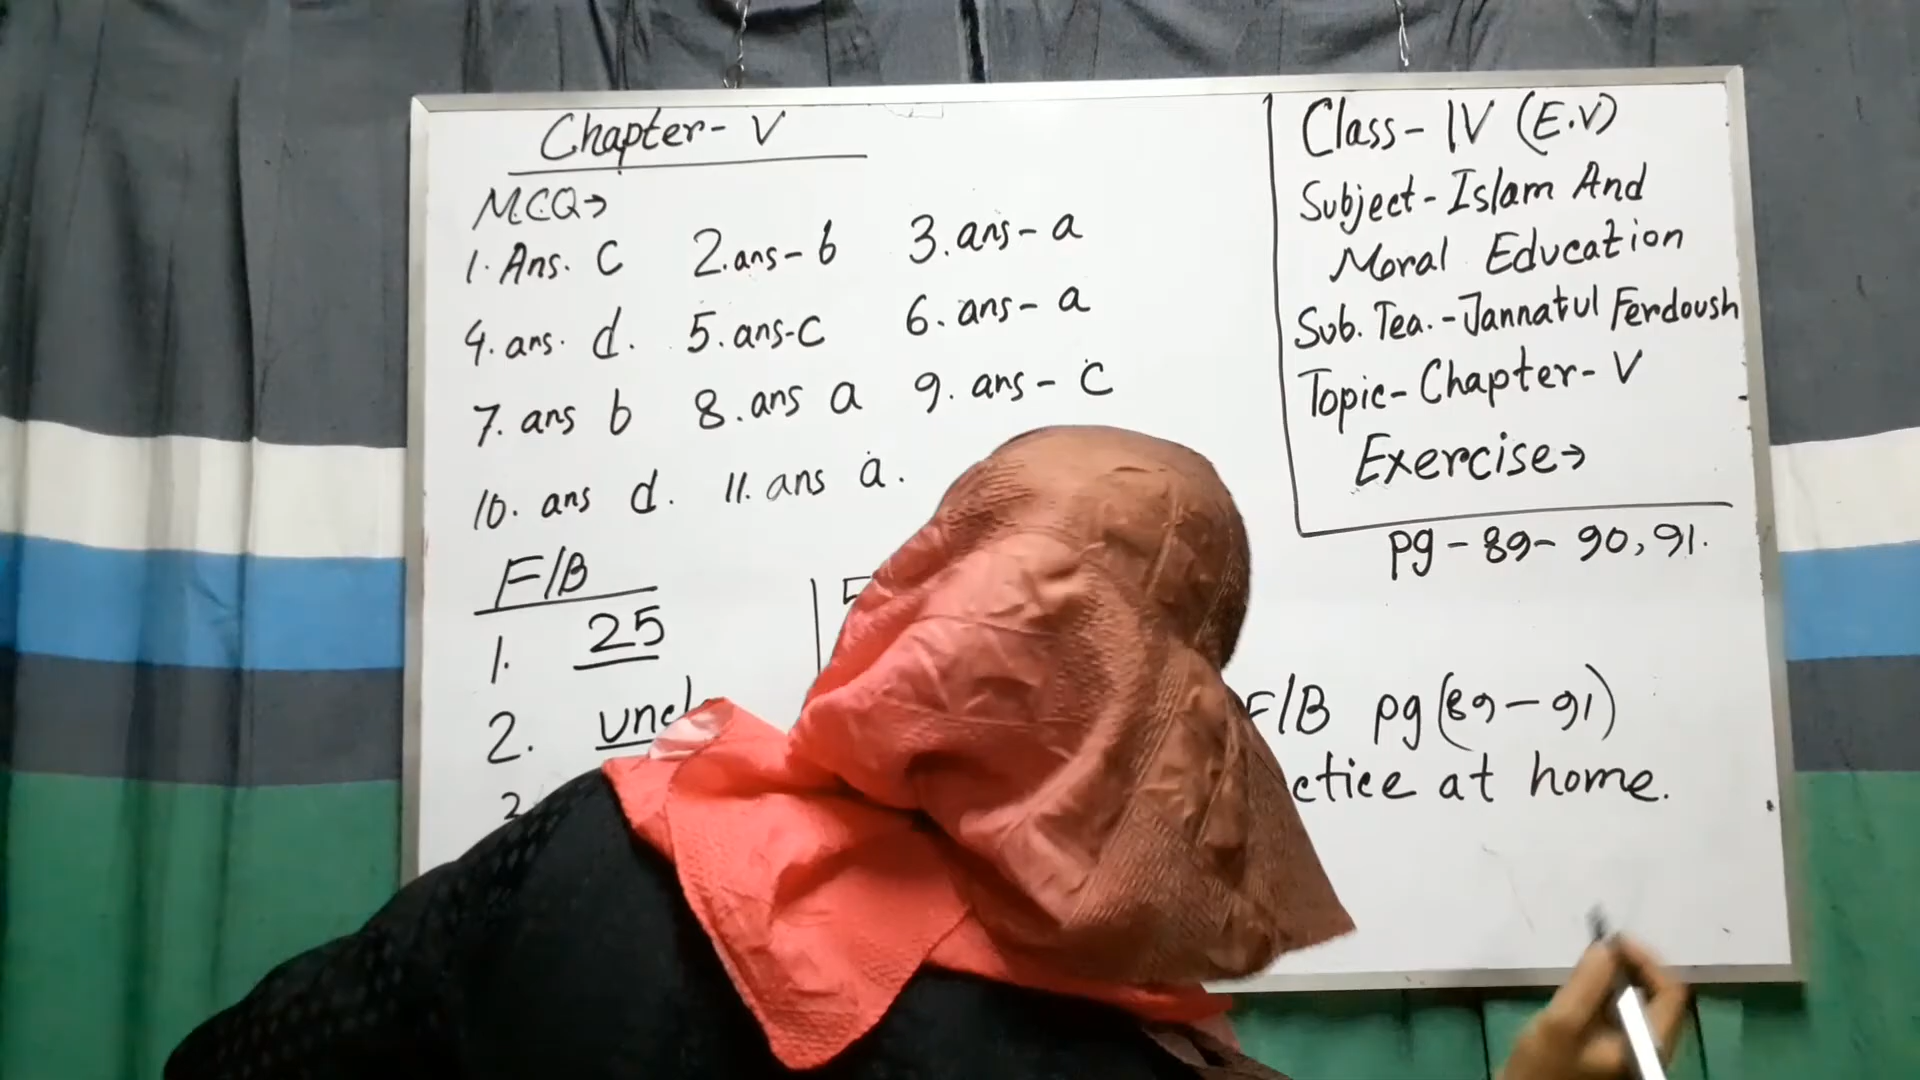 Chapter- V
MCQ→
1. Ans. C 2. ans- b 3. ans- a
4. ans. d. 5. ans-c 6. ans- a
7. ans b 8. ans a 9. ans- c
10. ans d. 11. ans a.
F/B
1. 25
2.
Class- IV (E.V)
Subject- Islam And
Moral Education
Sub. Tea.- Jannatul Ferdoush
Topic- Chapter- V
Exercise→
pg - 89- 90, 91.
F/B pg (89-91)
at home.